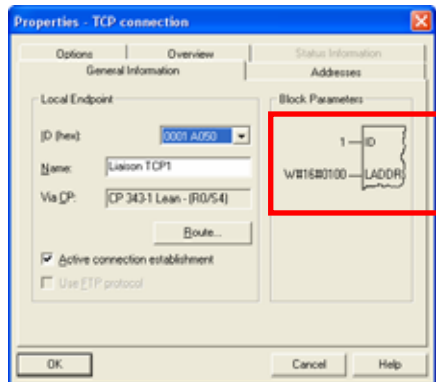 Properties - TCP connection
Options
Overview
Status Information
General Information
Addresses
Local Endpoint
Block Parameters
ID (hex):
0001 A050
1
ID
Name:
Liaison TCP1
W#16#0100
LADDR
Via CP:
CP 343-1 Lean - (R0/S4)
Route...
Active connection establishment
Use FTP protocol
OK
Cancel
Help